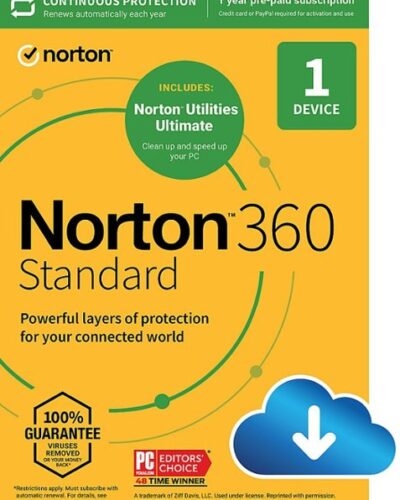 CONTINUOUS PROTECTION
Renews automatically each year
1 year pre-paid subscription
Credit card or PayPal required for activation and use
norton
INCLUDES:
Norton Utilities
Ultimate
Clean up and speed up
your PC
1
DEVICE
Norton™ 360
Standard
Powerful layers of protection
for your connected world
100%
GUARANTEE
VIRUSES
REMOVED
OR YOUR MONEY
BACK*
PC
EDITORS'
CHOICE
48 TIME WINNER
*Restrictions apply. Must subscribe with
automatic renewal. For details, see
A trademark of Ziff Davis, LLC. Used under license. Reprinted with permission.